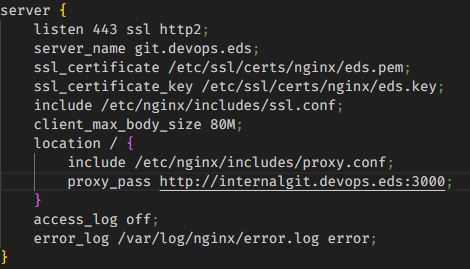 server {
listen 443 ssl http2;
server_name git.devops.eds;
ssl_certificate /etc/ssl/certs/nginx/eds.pem;
ssl_certificate_key /etc/ssl/certs/nginx/eds.key;
include /etc/nginx/includes/ssl.conf;
client_max_body_size 80M;
location / {
include /etc/nginx/includes/proxy.conf;
proxy_pass http://internalgit.devops.eds:3000;
}
access_log off;
error_log /var/log/nginx/error.log error;
}